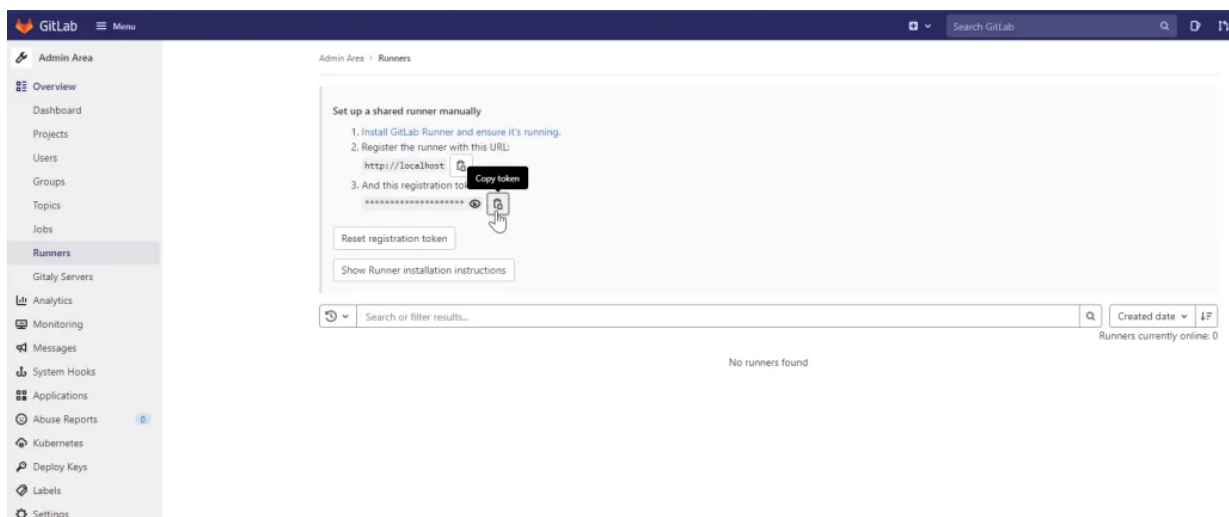 GitLab Menu Search GitLab
Admin Area
Overview
Dashboard
Projects
Users
Groups
Topics
Jobs
Runners
Gitaly Servers
Analytics
Monitoring
Messages
System Hooks
Applications
Abuse Reports 0
Kubernetes
Deploy Keys
Labels
Settings
Admin Area > Runners
Set up a shared runner manually
1. Install GitLab Runner and ensure it's running.
2. Register the runner with this URL:
http://localhost
Copy token
3. And this registration
********************
Reset registration token
Show Runner installation instructions
Search or filter results...
Created date
Runners currently online: 0
No runners found